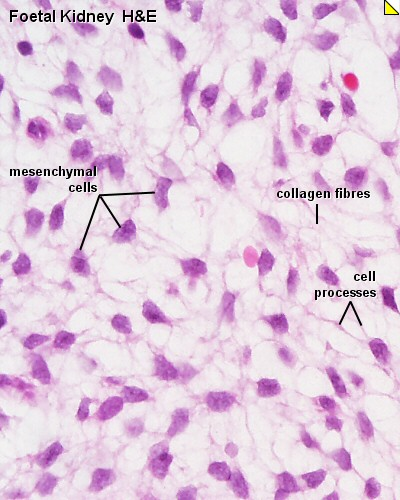 Foetal Kidney H&E
mesenchymal
cells
collagen fibres
cell
processes